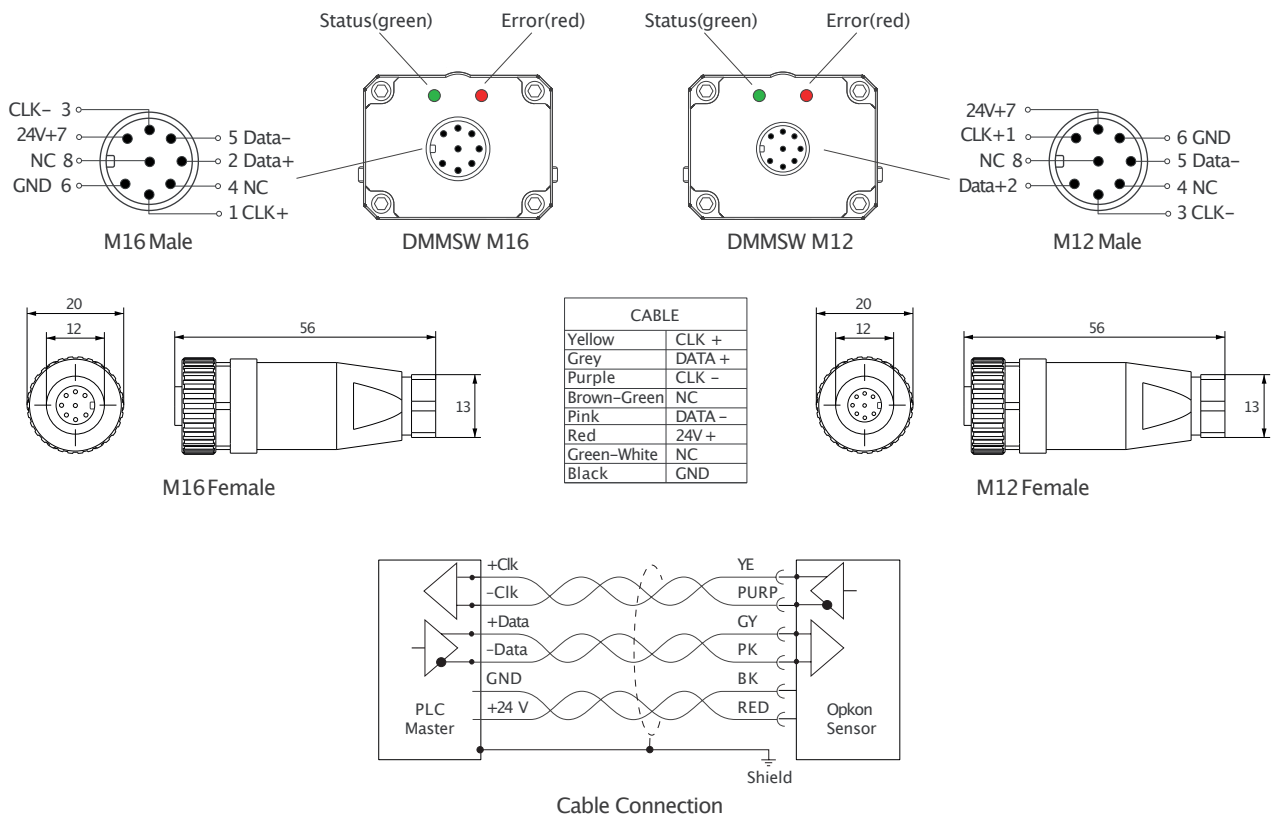 Status(green)
Error(red)
Status(green)
Error(red)
CLK- 3
24V+7
NC 8
GND 6
5 Data-
2 Data+
4 NC
1 CLK+
M16 Male
DMMSW M16
DMMSW M12
24V+7
CLK+1
NC 8
Data+2
6 GND
5 Data-
4 NC
3 CLK-
M12 Male
20
12
56
13
M16 Female
CABLE
Yellow CLK +
Grey DATA +
Purple CLK -
Brown-Green NC
Pink DATA -
Red 24V +
Green-White NC
Black GND
20
12
56
13
M12 Female
+Clk
-Clk
+Data
-Data
GND
+24 V
PLC
Master
YE
PURP
GY
PK
BK
RED
Opkon
Sensor
Shield
Cable Connection